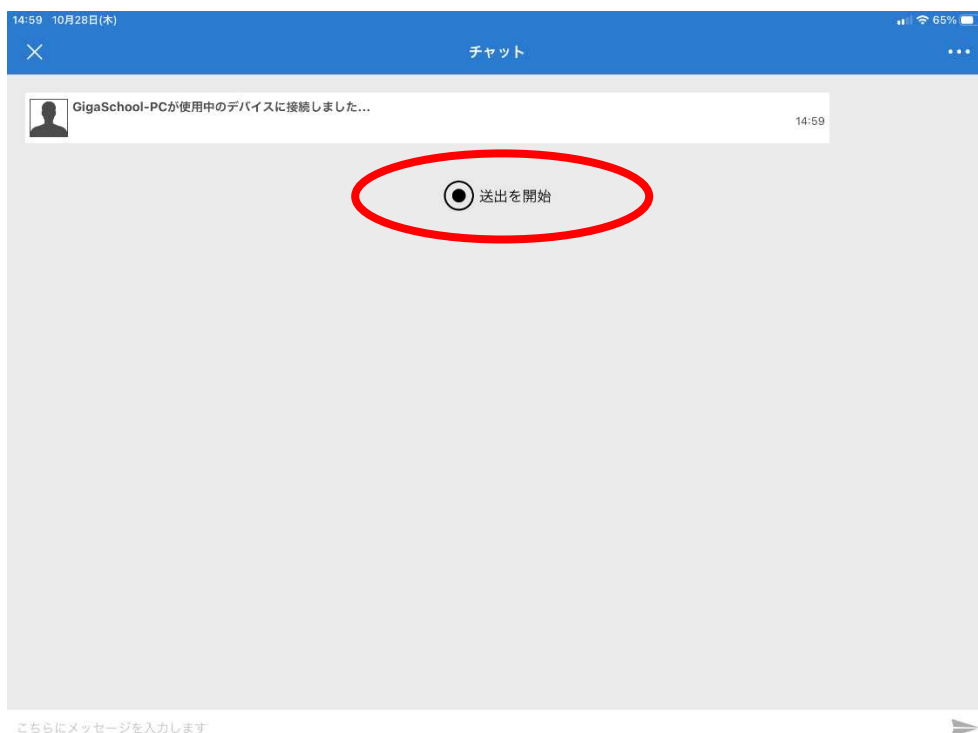 14:59 10月28日(木)
65%
チャット
GigaSchool-PCが使用中のデバイスに接続しました...
14:59
送出を開始
こちらにメッセージを入力します